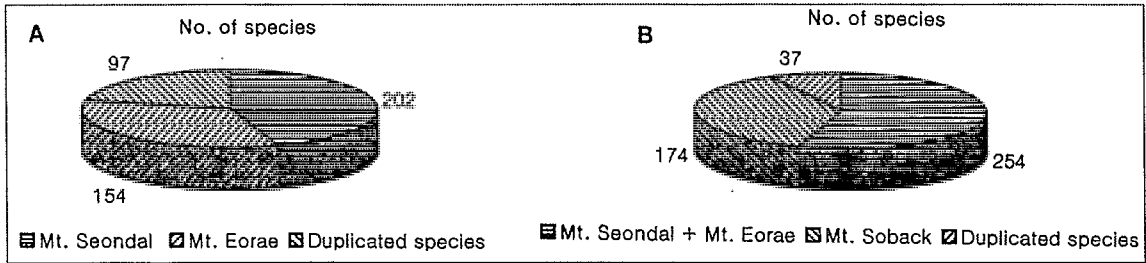 A
No. of species
97
202
154
Mt. Seondal Mt. Eorae Duplicated species
B
No. of species
37
174
254
Mt. Seondal + Mt. Eorae Mt. Soback Duplicated species